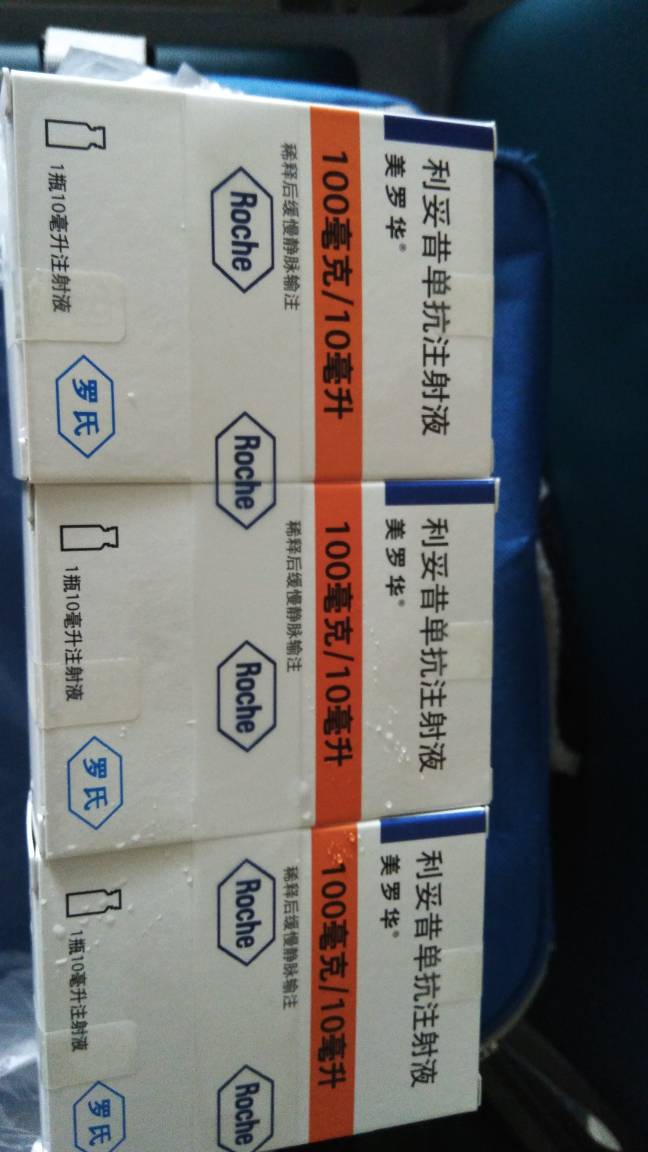 利妥昔单抗注射液
美罗华®
100毫克/10毫升
稀释后缓慢静脉输注
Roche
Roche
1瓶10毫升注射液
罗氏
利妥昔单抗注射液
美罗华®
100毫克/10毫升
稀释后缓慢静脉输注
Roche
1瓶10毫升注射液
罗氏
利妥昔单抗注射液
美罗华®
100毫克/10毫升
稀释后缓慢静脉输注
Roche
Roche
1瓶10毫升注射液
罗氏